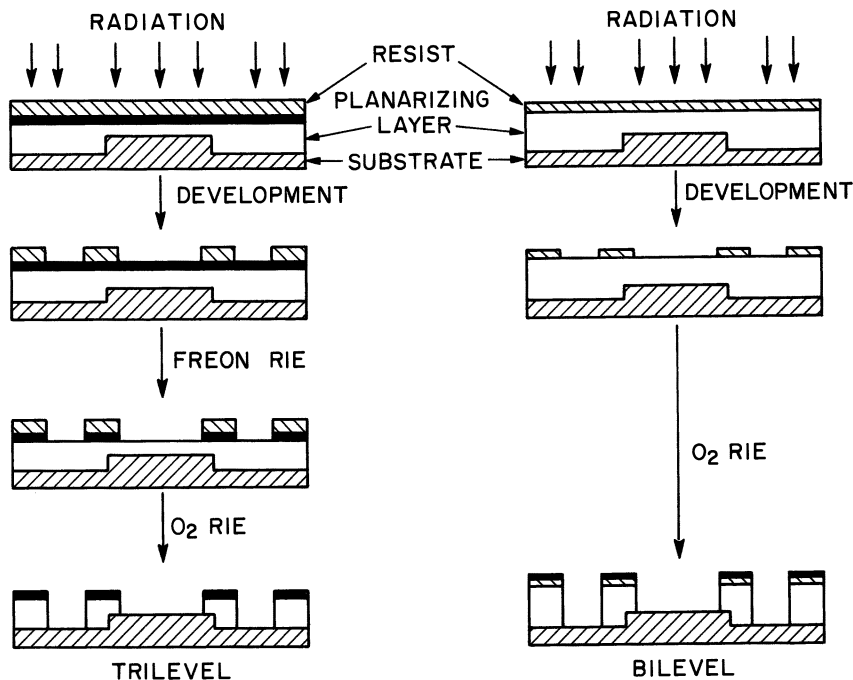 RADIATION
RADIATION
RESIST
PLANARIZING
LAYER
SUBSTRATE
DEVELOPMENT
DEVELOPMENT
FREON RIE
O₂ RIE
O₂ RIE
TRILEVEL
BILEVEL